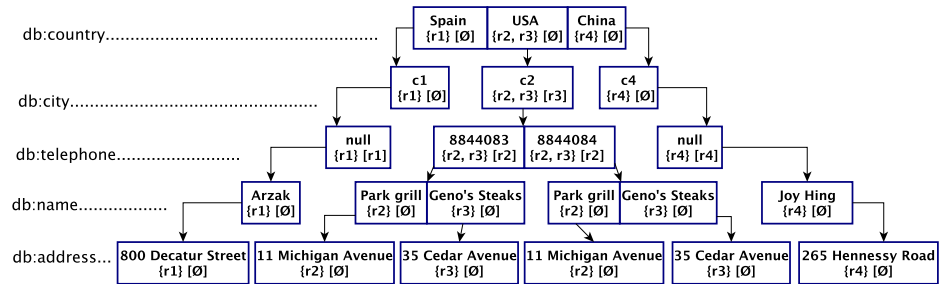 Spain USA China
db:country.................................................. {r1} [Ø] {r2, r3} [Ø] {r4} [Ø]
c1 c2 c4
db:city............................................. {r1} [Ø] {r2, r3} [r3] {r4} [Ø]
null 8844083 8844084 null
db:telephone...................... {r1} [r1] {r2, r3} [r2] {r2, r3} [r2] {r4} [r4]
Arzak Park grill Geno's Steaks Park grill Geno's Steaks Joy Hing
db:name................ {r1} [Ø] {r2} [Ø] {r3} [Ø] {r2} [Ø] {r3} [Ø] {r4} [Ø]
db:address... 800 Decatur Street 11 Michigan Avenue 35 Cedar Avenue 11 Michigan Avenue 35 Cedar Avenue 265 Hennessy Road
{r1} [Ø] {r2} [Ø] {r3} [Ø] {r2} [Ø] {r3} [Ø] {r4} [Ø]